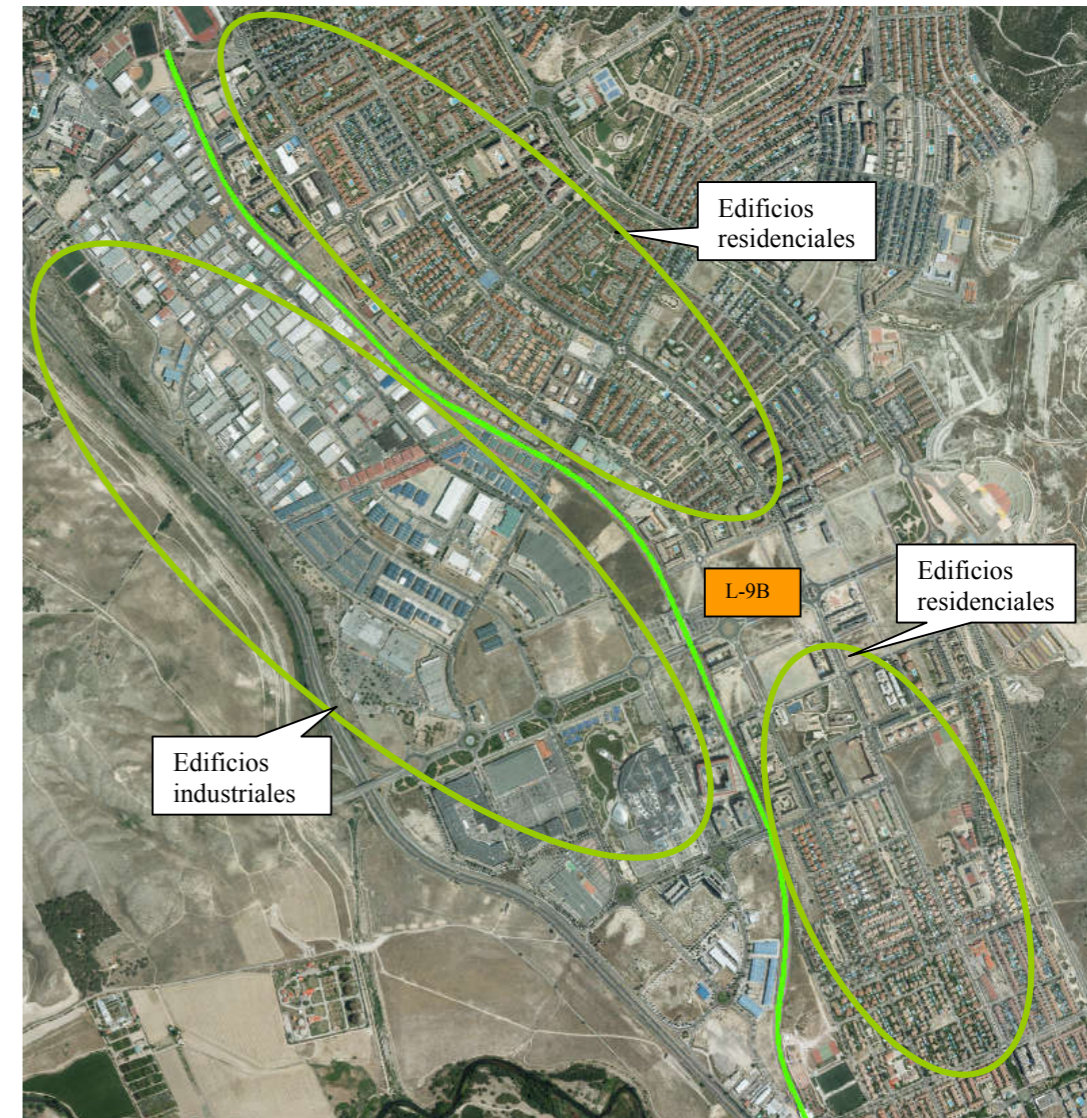 Edificios
residenciales
L-9B
Edificios
residenciales
Edificios
industriales